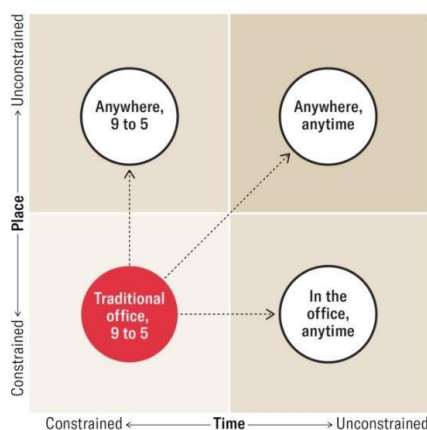 Unconstrained
Place
Constrained
Anywhere,
9 to 5
Anywhere,
anytime
Traditional
office,
9 to 5
In the
office,
anytime
Constrained
Time
Unconstrained